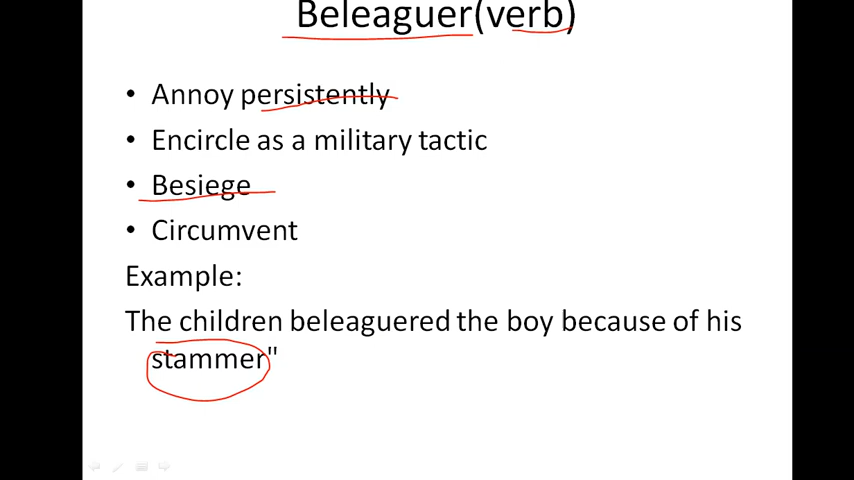 Beleaguer(verb)
• Annoy persistently
• Encircle as a military tactic
• Besiege
• Circumvent
Example:
The children beleaguered the boy because of his
stammer"